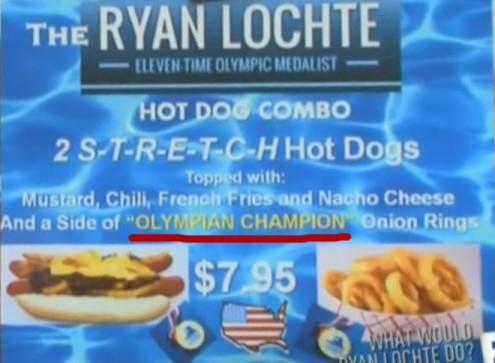 The RYAN LOCHTE
ELEVEN-TIME OLYMPIC MEDALIST
HOT DOG COMBO
2 S-T-R-E-T-C-H Hot Dogs
Topped with:
Mustard, Chili, French Fries and Nacho Cheese
And a Side of "OLYMPIAN CHAMPION" Onion Rings
$7.95
WHAT WOULD
RYAN LOCHTE DO?